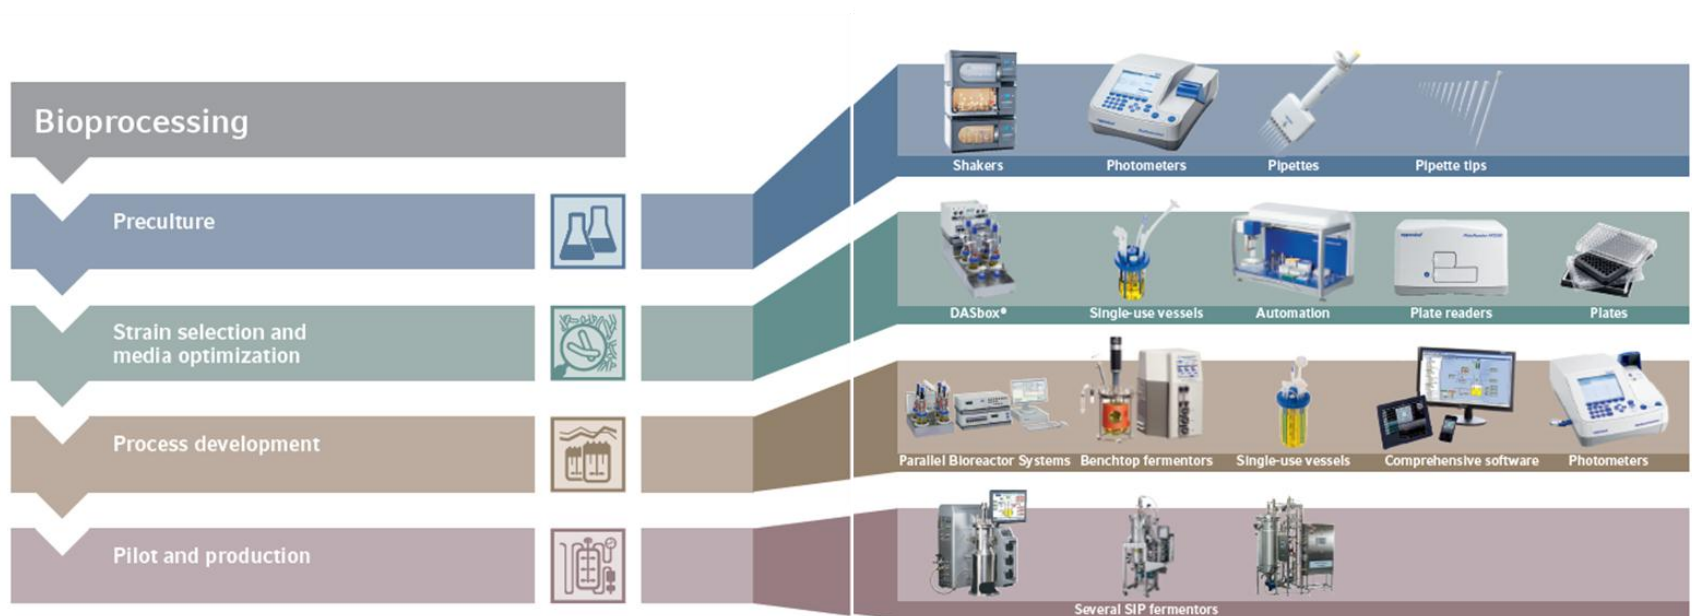 Bioprocessing
Preculture
Strain selection and
media optimization
Process development
Pilot and production
Shakers
Photometers
Pipettes
Pipette tips
DASbox®
Single-use vessels
Automation
Plate readers
Plates
Parallel Bioreactor Systems
Benchtop fermentors
Single-use vessels
Comprehensive software
Photometers
Several SIP fermentors